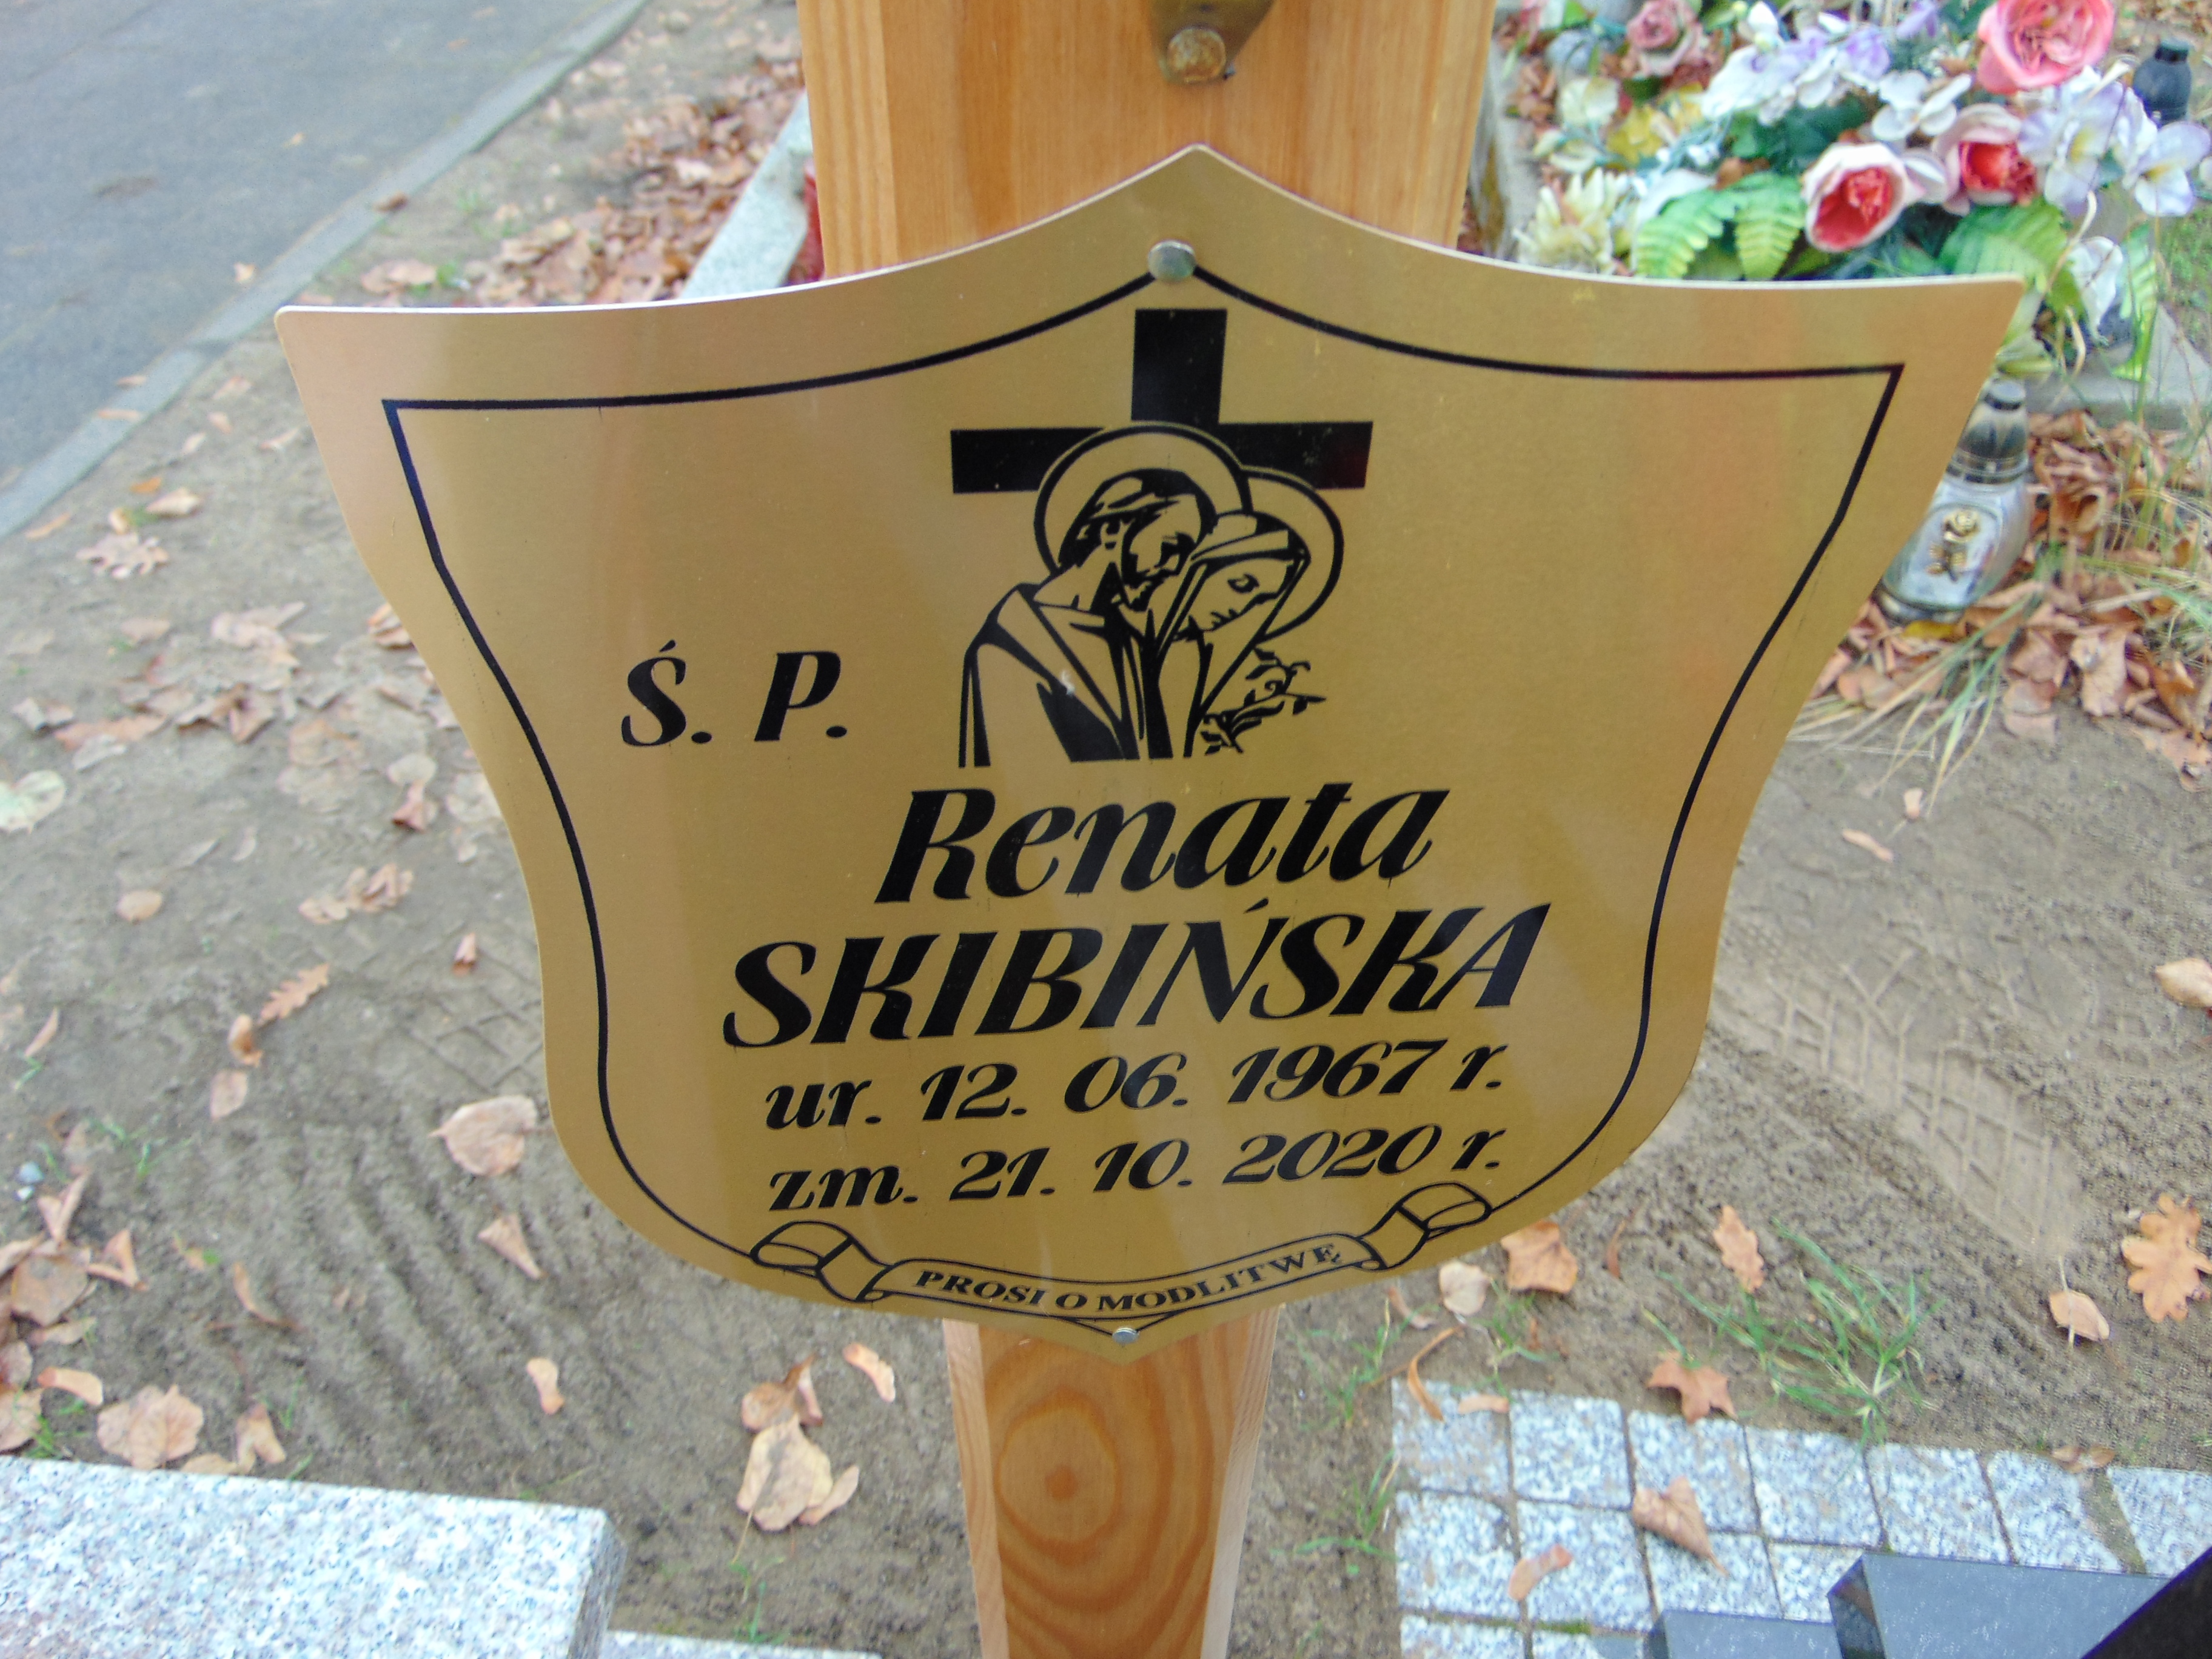 Ś. P.
Renata
SKIBIŃSKA
ur. 12. 06. 1967 r.
zm. 21. 10. 2020 r.
PROSI O MODLITWĘ